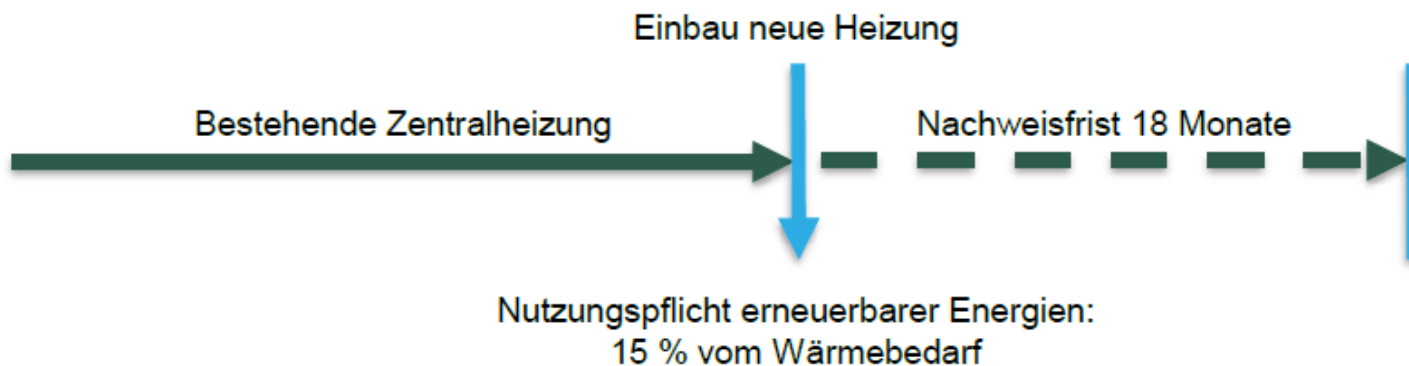 Einbau neue Heizung
Bestehende Zentralheizung
Nachweisfrist 18 Monate
Nutzungspflicht erneuerbarer Energien:
15 % vom Wärmebedarf